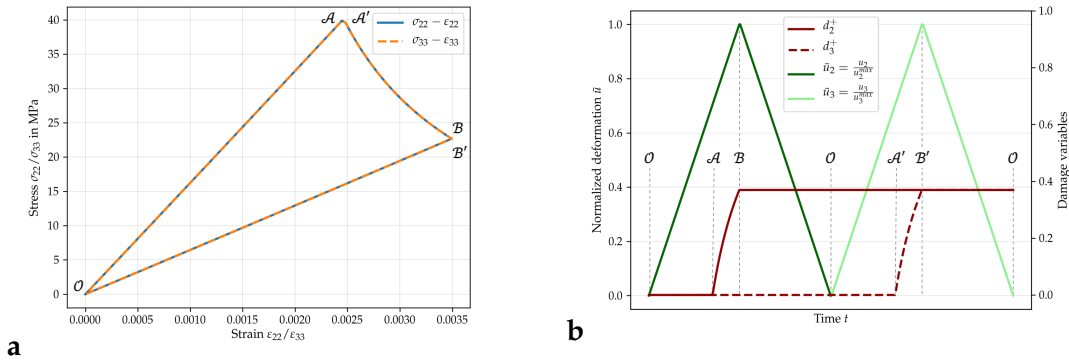 40
35
30
25
20
15
10
5
0
Stress σ₂₂/σ₃₃ in MPa
𝒜 𝒜′
σ₂₂ − ε₂₂
σ₃₃ − ε₃₃
ℬ
ℬ′
𝒪
0.0000 0.0005 0.0010 0.0015 0.0020 0.0025 0.0030 0.0035
Strain ε₂₂/ε₃₃
a
1.0
0.8
0.6
0.4
0.2
0.0
Normalized deformation ū
d₂⁺
d₃⁺
ū₂ = u₂/u₂ᵐᵃˣ
ū₃ = u₃/u₃ᵐᵃˣ
𝒪 𝒜 ℬ 𝒪 𝒜′ ℬ′ 𝒪
1.0
0.8
0.6
0.4
0.2
0.0
Damage variables
Time t
b